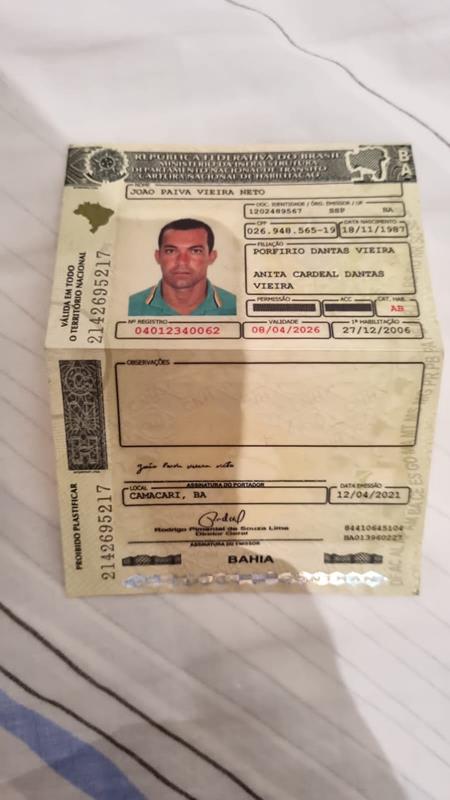 REPÚBLICA FEDERATIVA DO BRASIL
MINISTÉRIO DA INFRAESTRUTURA
DEPARTAMENTO NACIONAL DE TRÂNSITO
CARTEIRA NACIONAL DE HABILITAÇÃO
BA
NOME
JOAO PAIVA VIEIRA NETO
DOC. IDENTIDADE / ÓRG. EMISSOR / UF
1202489567 SSP BA
CPF
026.948.565-19
DATA NASCIMENTO
18/11/1987
FILIAÇÃO
PORFIRIO DANTAS VIEIRA
ANITA CARDEAL DANTAS
VIEIRA
PERMISSÃO
ACC
CAT. HAB.
AB
Nº REGISTRO
04012340062
VALIDADE
08/04/2026
1ª HABILITAÇÃO
27/12/2006
VÁLIDA EM TODO
O TERRITÓRIO NACIONAL
2142695217
OBSERVAÇÕES
João Paiva Vieira Neto
ASSINATURA DO PORTADOR
LOCAL
CAMACARI, BA
DATA EMISSÃO
12/04/2021
Rodrigo Pimentel de Souza Lima
Diretor Geral
ASSINATURA DO EMISSOR
84410645104
BA013960227
BAHIA
PROIBIDO PLASTIFICAR
2142695217